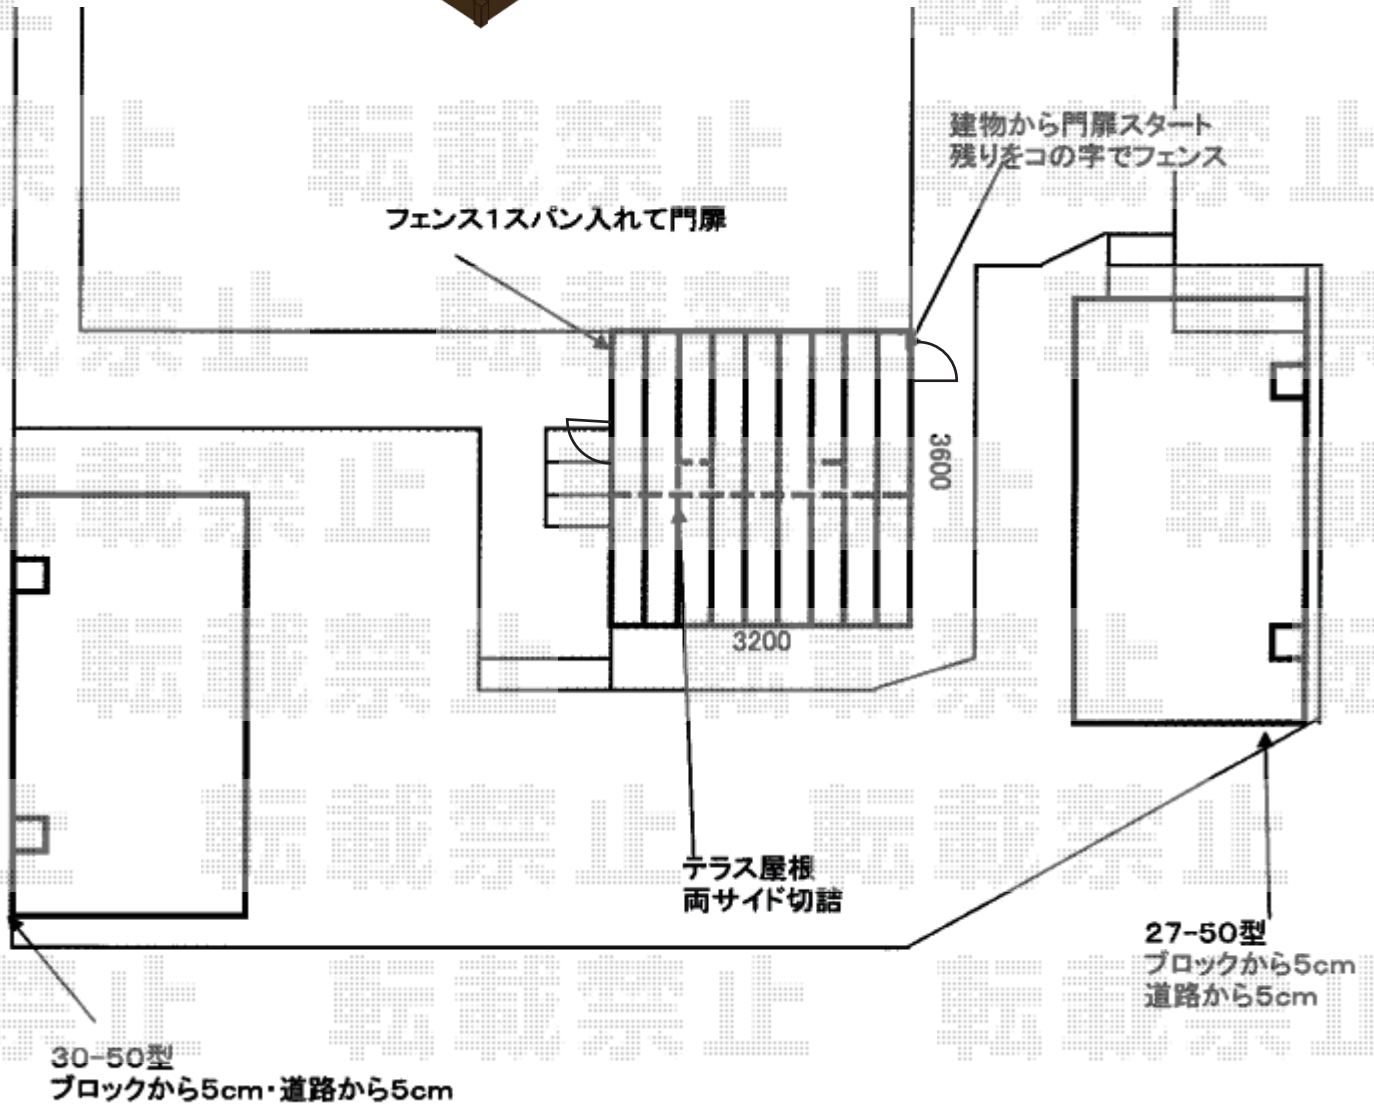 建物から門扉スタート
残りをコの字でフェンス
フェンス1スパン入れて門扉
3600
3200
テラス屋根
両サイド切詰
27-50型
ブロックから5cm
道路から5cm
30-50型
ブロックから5cm・道路から5cm
転載禁止